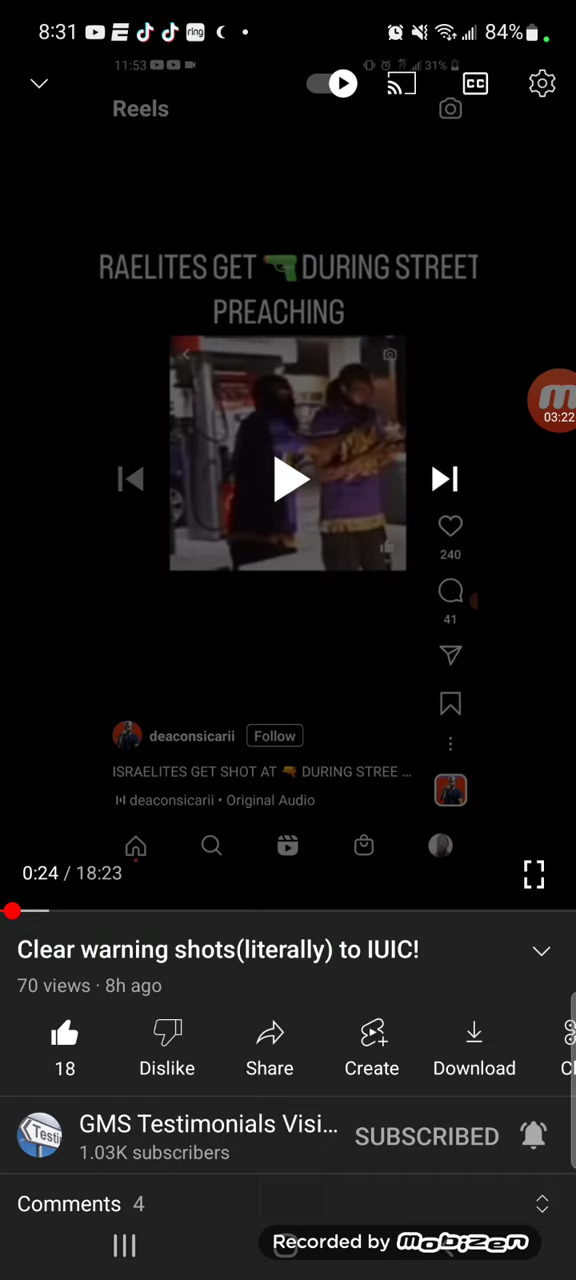 8:31
ring
84%
11:53
31%
CC
Reels
RAELITES GET 🔫 DURING STREET
PREACHING
03:22
240
41
deaconsicarii
Follow
ISRAELITES GET SHOT AT 🔫 DURING STREE ...
deaconsicarii • Original Audio
0:24 / 18:23
Clear warning shots(literally) to IUIC!
70 views · 8h ago
18
Dislike
Share
Create
Download
GMS Testimonials Visi...
SUBSCRIBED
1.03K subscribers
Comments 4
Recorded by mobizen